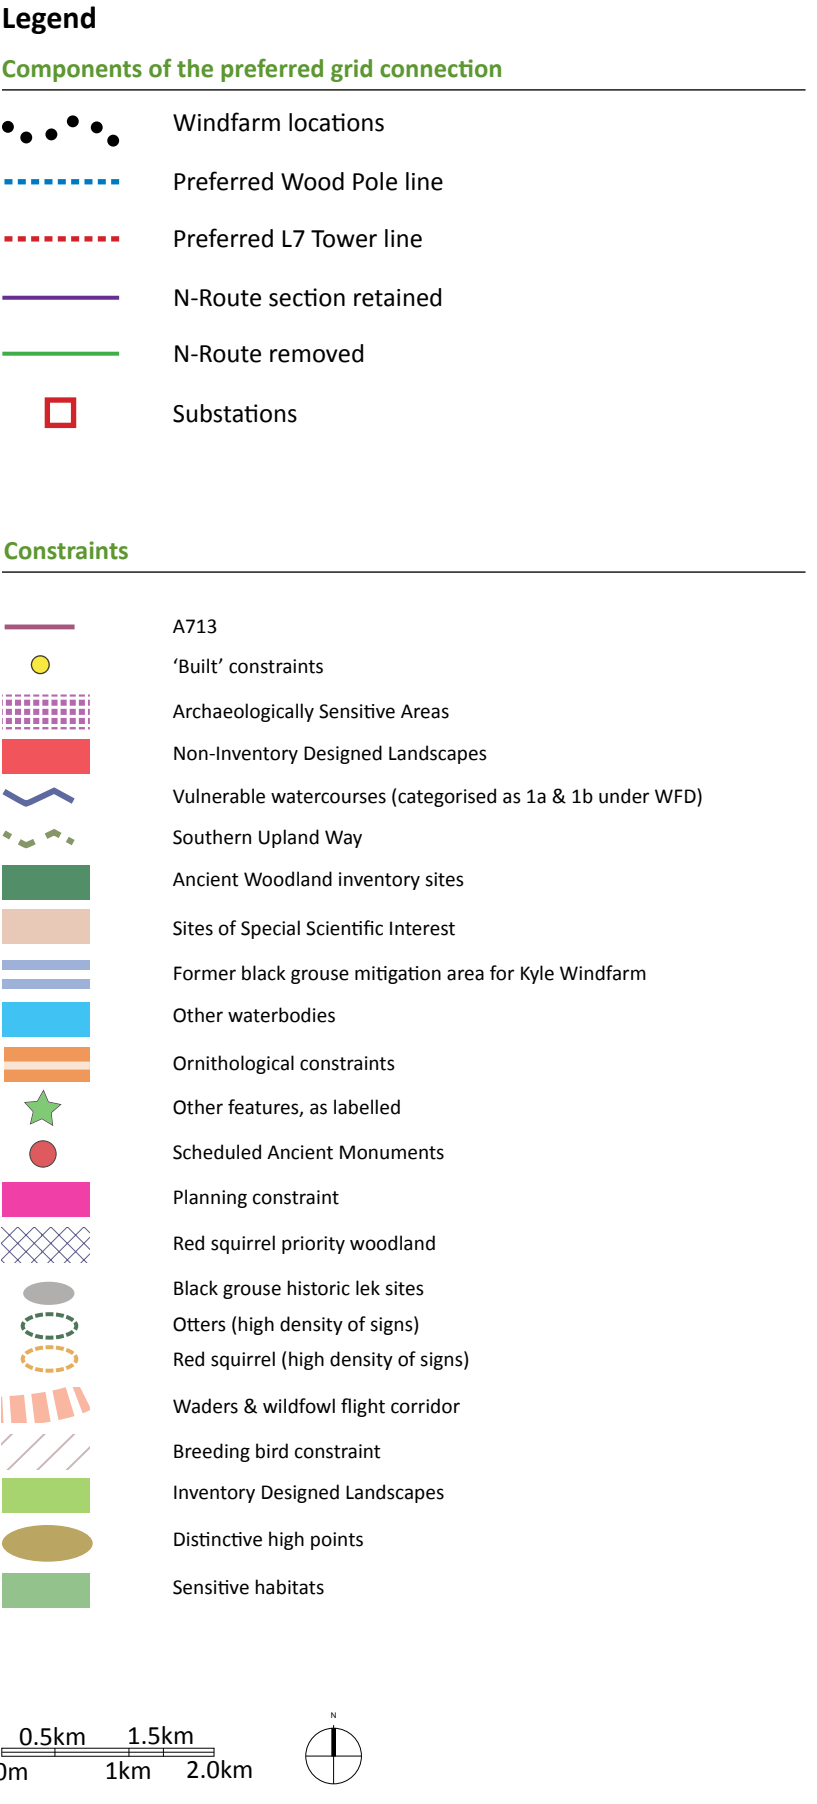 Legend
Components of the preferred grid connection
Windfarm locations
Preferred Wood Pole line
Preferred L7 Tower line
N-Route section retained
N-Route removed
Substations
Constraints
A713
‘Built’ constraints
Archaeologically Sensitive Areas
Non-Inventory Designed Landscapes
Vulnerable watercourses (categorised as 1a & 1b under WFD)
Southern Upland Way
Ancient Woodland inventory sites
Sites of Special Scientific Interest
Former black grouse mitigation area for Kyle Windfarm
Other waterbodies
Ornithological constraints
Other features, as labelled
Scheduled Ancient Monuments
Planning constraint
Red squirrel priority woodland
Black grouse historic lek sites
Otters (high density of signs)
Red squirrel (high density of signs)
Waders & wildfowl flight corridor
Breeding bird constraint
Inventory Designed Landscapes
Distinctive high points
Sensitive habitats
N
0.5km 1.5km
0m 1km 2.0km